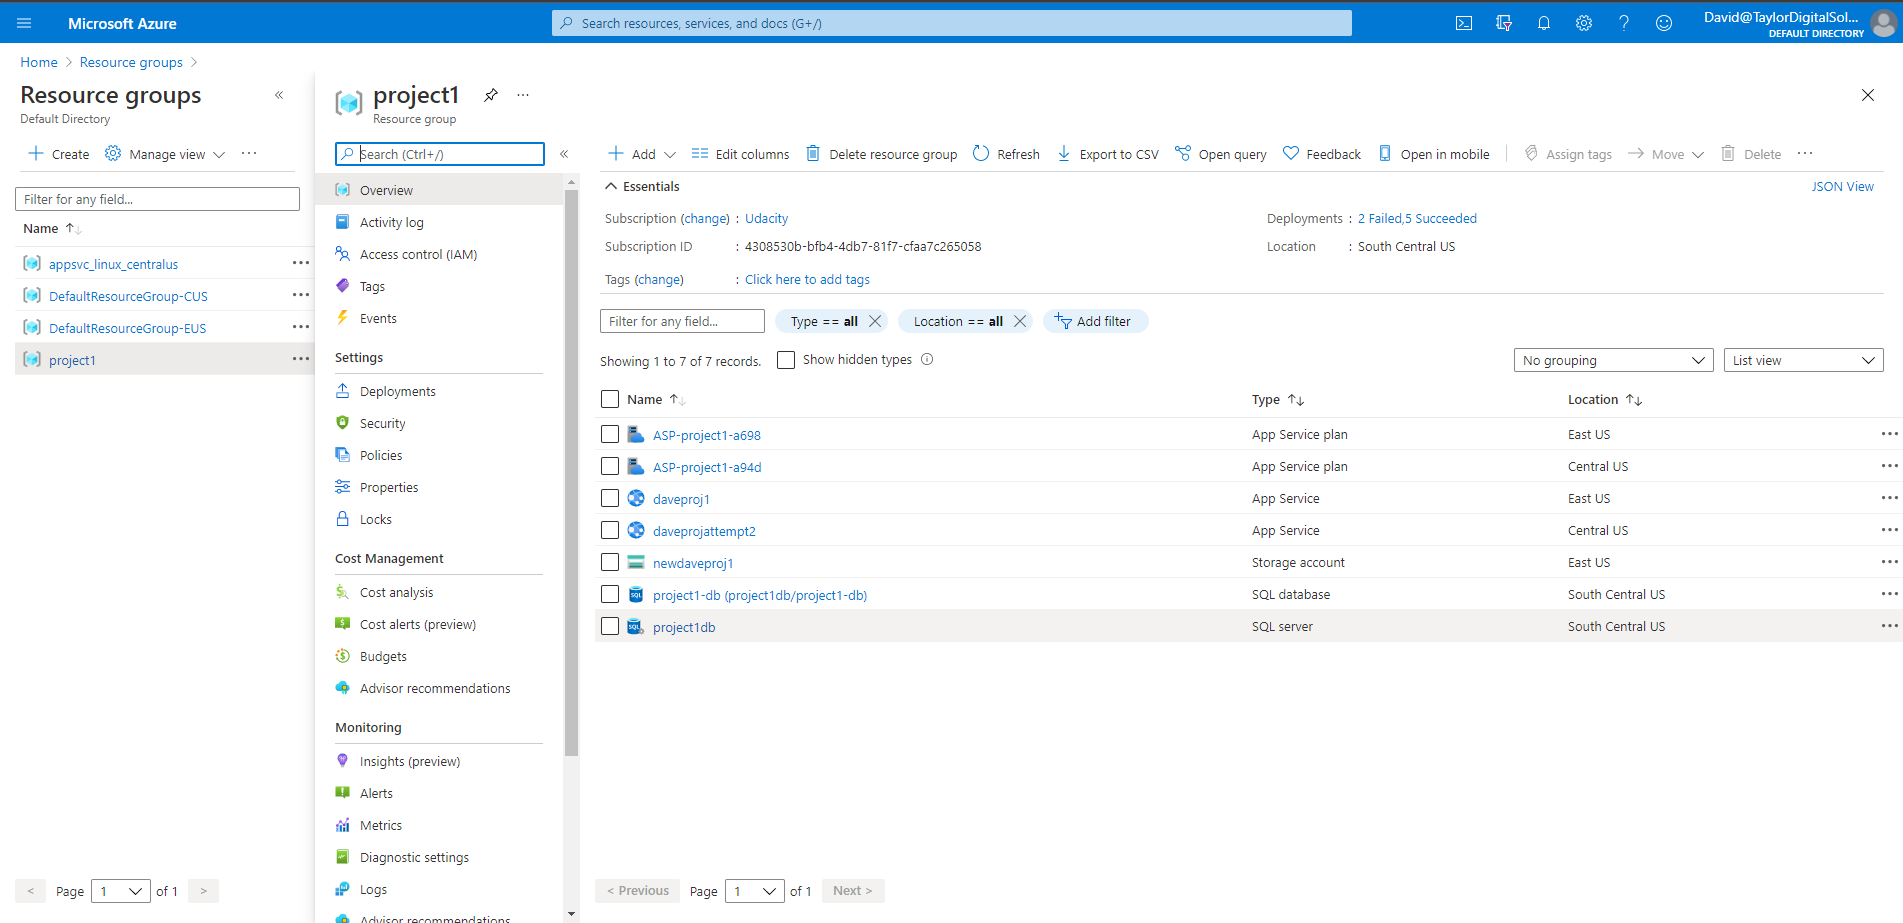 Microsoft Azure
Search resources, services, and docs (G+/)
David@TaylorDigitalSol...
DEFAULT DIRECTORY
Home > Resource groups >
Resource groups
Default Directory
+ Create Manage view ...
Filter for any field...
Name
appsvc_linux_centralus
DefaultResourceGroup-CUS
DefaultResourceGroup-EUS
project1
< Page 1 of 1 >
project1
Resource group
Search (Ctrl+/)
Overview
Activity log
Access control (IAM)
Tags
Events
Settings
Deployments
Security
Policies
Properties
Locks
Cost Management
Cost analysis
Cost alerts (preview)
Budgets
Advisor recommendations
Monitoring
Insights (preview)
Alerts
Metrics
Diagnostic settings
Logs
Advisor recommendations
+ Add Edit columns Delete resource group Refresh Export to CSV Open query Feedback Open in mobile Assign tags Move Delete ...
Essentials JSON View
Subscription (change) : Udacity Deployments : 2 Failed,5 Succeeded
Subscription ID : 4308530b-bfb4-4db7-81f7-cfaa7c265058 Location : South Central US
Tags (change) : Click here to add tags
Filter for any field... Type == all Location == all Add filter
Showing 1 to 7 of 7 records. Show hidden types No grouping List view
Name Type Location
ASP-project1-a698 App Service plan East US
ASP-project1-a94d App Service plan Central US
daveproj1 App Service East US
daveprojattempt2 App Service Central US
newdaveproj1 Storage account East US
project1-db (project1db/project1-db) SQL database South Central US
project1db SQL server South Central US
< Previous Page 1 of 1 Next >